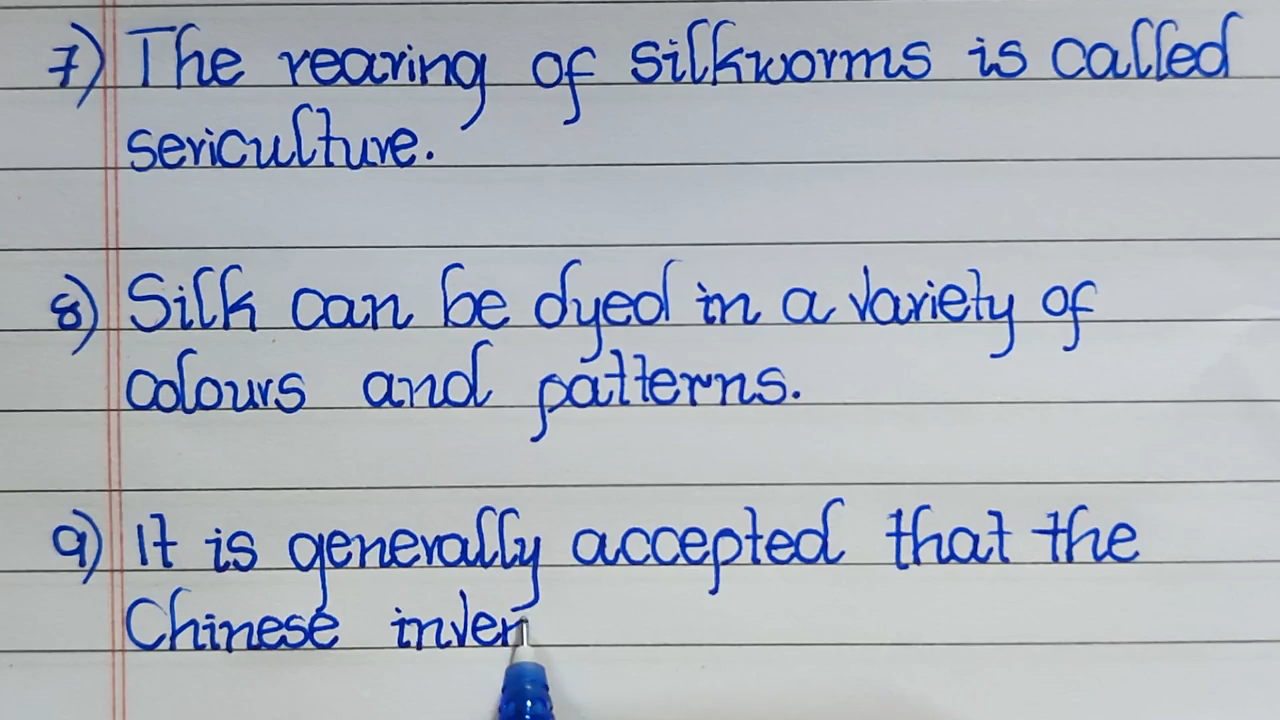 7) The rearing of silkworms is called
sericulture.
8) Silk can be dyed in a variety of
colours and patterns.
9) It is generally accepted that the
Chinese inven